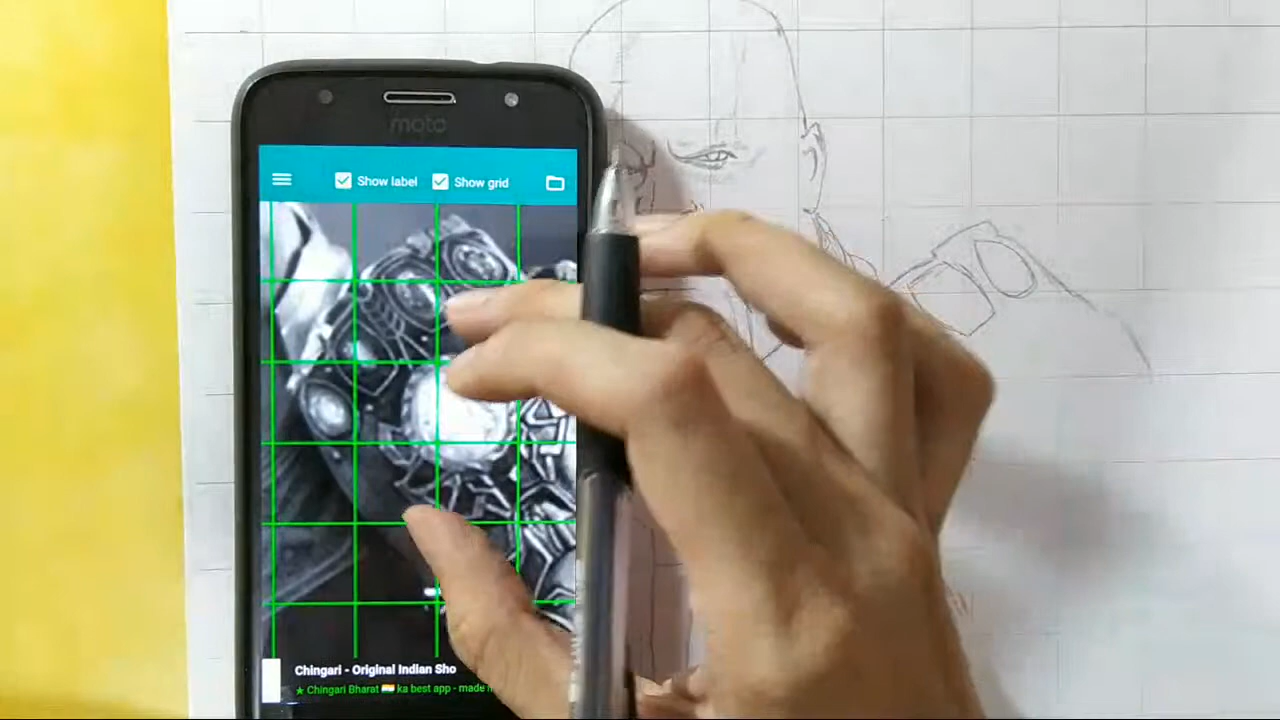 moto
Show label
Show grid
Chingari - Original Indian Sho
★ Chingari Bharat 🇮🇳 ka best app - made